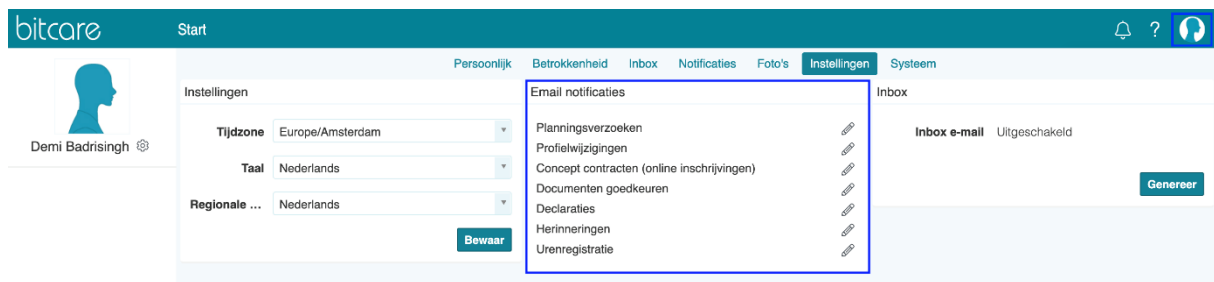 bitcare Start ?
Persoonlijk Betrokkenheid Inbox Notificaties Foto's Instellingen Systeem
Demi Badrisingh
Instellingen
Tijdzone Europe/Amsterdam
Taal Nederlands
Regionale ... Nederlands
Bewaar
Email notificaties
Planningsverzoeken
Profielwijzigingen
Concept contracten (online inschrijvingen)
Documenten goedkeuren
Declaraties
Herinneringen
Urenregistratie
Inbox
Inbox e-mail Uitgeschakeld
Genereer